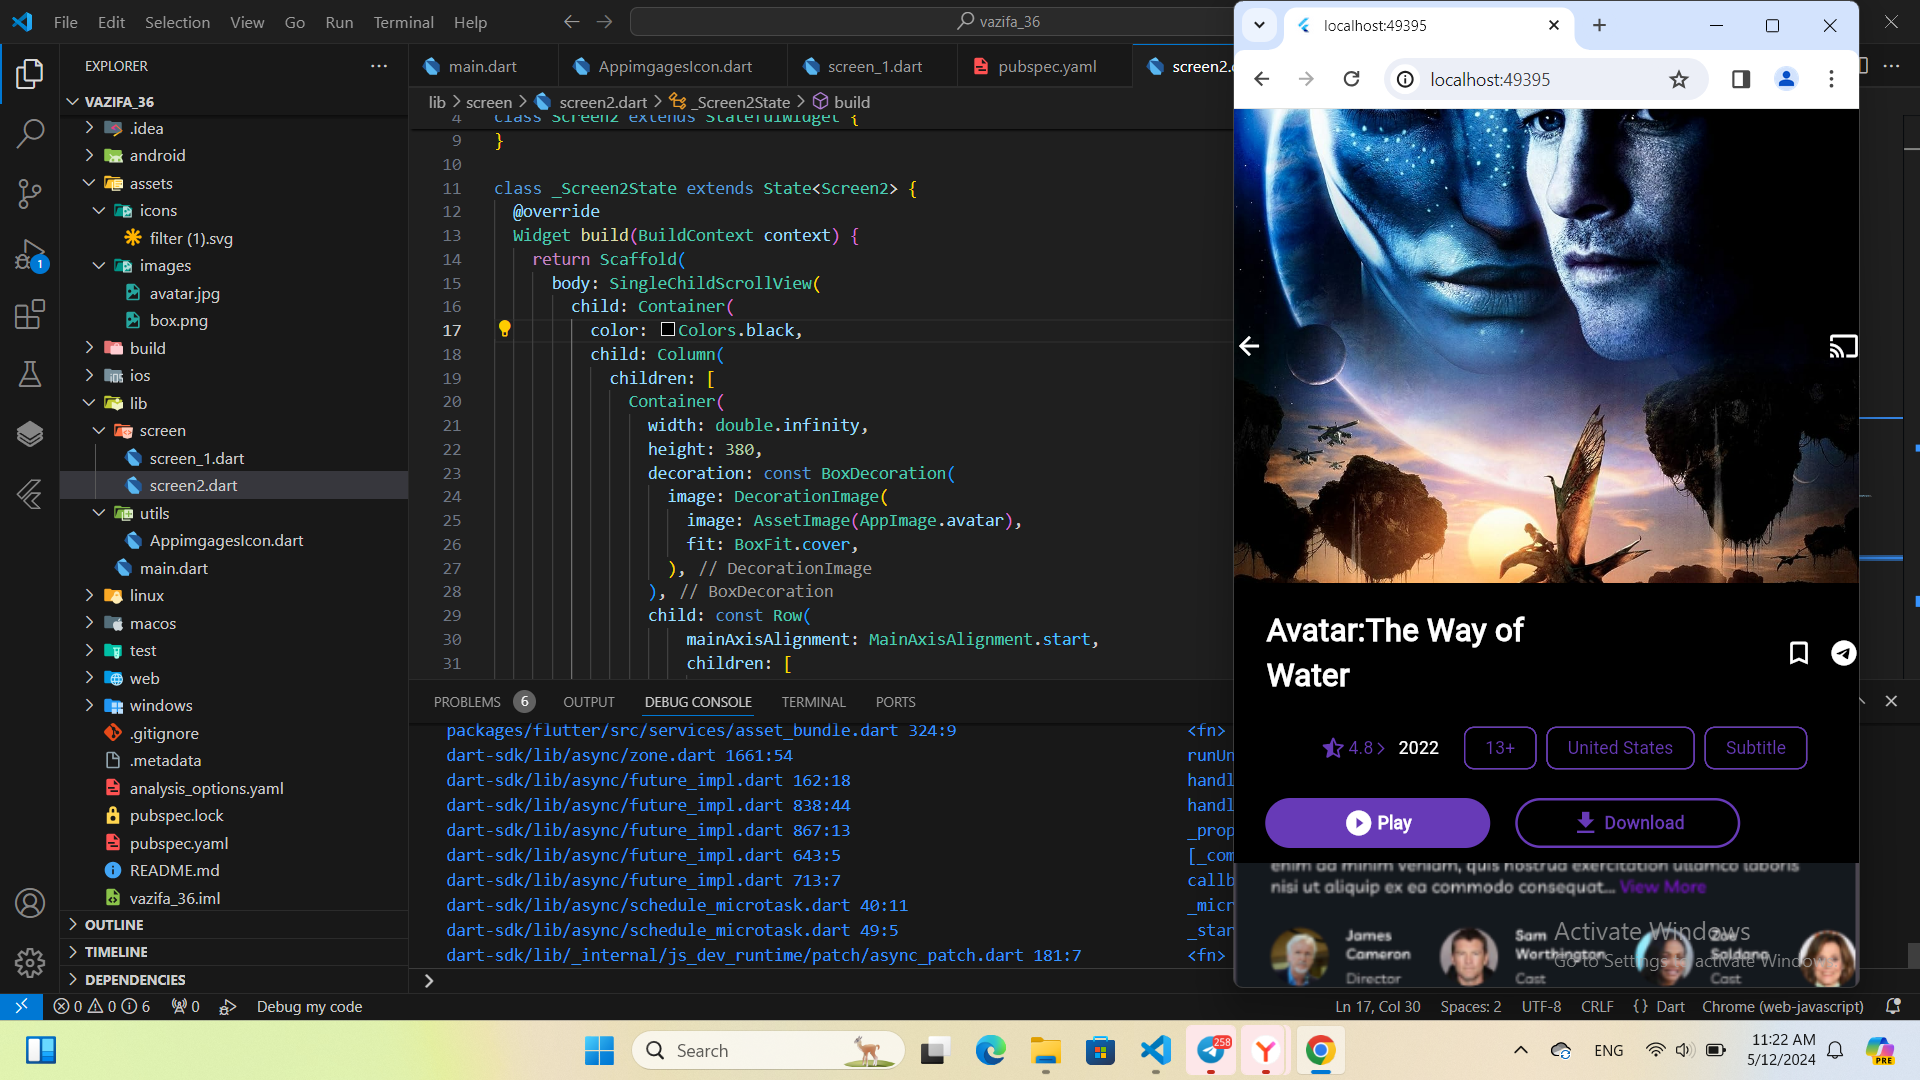 File Edit Selection View Go Run Terminal Help
vazifa_36
EXPLORER
VAZIFA_36
.idea
android
assets
icons
filter (1).svg
images
avatar.jpg
box.png
build
ios
lib
screen
screen_1.dart
screen2.dart
utils
AppimgagesIcon.dart
main.dart
linux
macos
test
web
windows
.gitignore
.metadata
analysis_options.yaml
pubspec.lock
pubspec.yaml
README.md
vazifa_36.iml
OUTLINE
TIMELINE
DEPENDENCIES
1
main.dart AppimgagesIcon.dart screen_1.dart pubspec.yaml screen2.
lib > screen > screen2.dart > _Screen2State > build
4 class Screen2 extends StatefulWidget {
9 }
10
11 class _Screen2State extends State<Screen2> {
12 @override
13 Widget build(BuildContext context) {
14 return Scaffold(
15 body: SingleChildScrollView(
16 child: Container(
17 color: Colors.black,
18 child: Column(
19 children: [
20 Container(
21 width: double.infinity,
22 height: 380,
23 decoration: const BoxDecoration(
24 image: DecorationImage(
25 image: AssetImage(AppImage.avatar),
26 fit: BoxFit.cover,
27 ), // DecorationImage
28 ), // BoxDecoration
29 child: const Row(
30 mainAxisAlignment: MainAxisAlignment.start,
31 children: [
PROBLEMS 6 OUTPUT DEBUG CONSOLE TERMINAL PORTS
packages/flutter/src/services/asset_bundle.dart 324:9 <fn>
dart-sdk/lib/async/zone.dart 1661:54 runUn
dart-sdk/lib/async/future_impl.dart 162:18 handl
dart-sdk/lib/async/future_impl.dart 838:44 handl
dart-sdk/lib/async/future_impl.dart 867:13 _prop
dart-sdk/lib/async/future_impl.dart 643:5 [_com
dart-sdk/lib/async/future_impl.dart 713:7 callb
dart-sdk/lib/async/schedule_microtask.dart 40:11 _micr
dart-sdk/lib/async/schedule_microtask.dart 49:5 _star
dart-sdk/lib/_internal/js_dev_runtime/patch/async_patch.dart 181:7 <fn>
localhost:49395
localhost:49395
Avatar:The Way of
Water
4.8 > 2022 13+ United States Subtitle
Play Download
enim ad minim veniam, quis nostrud exercitation ullamco laboris
nisi ut aliquip ex ea commodo consequat... View More
James
Cameron
Director
Sam
Worthington
Cast
Zoe
Soldana
Cast
Activate Windows
Go to Settings to activate Windows
0 0 6 0 Debug my code
Ln 17, Col 30 Spaces: 2 UTF-8 CRLF {} Dart Chrome (web-javascript)
Search
258
ENG
11:22 AM
5/12/2024
PRE